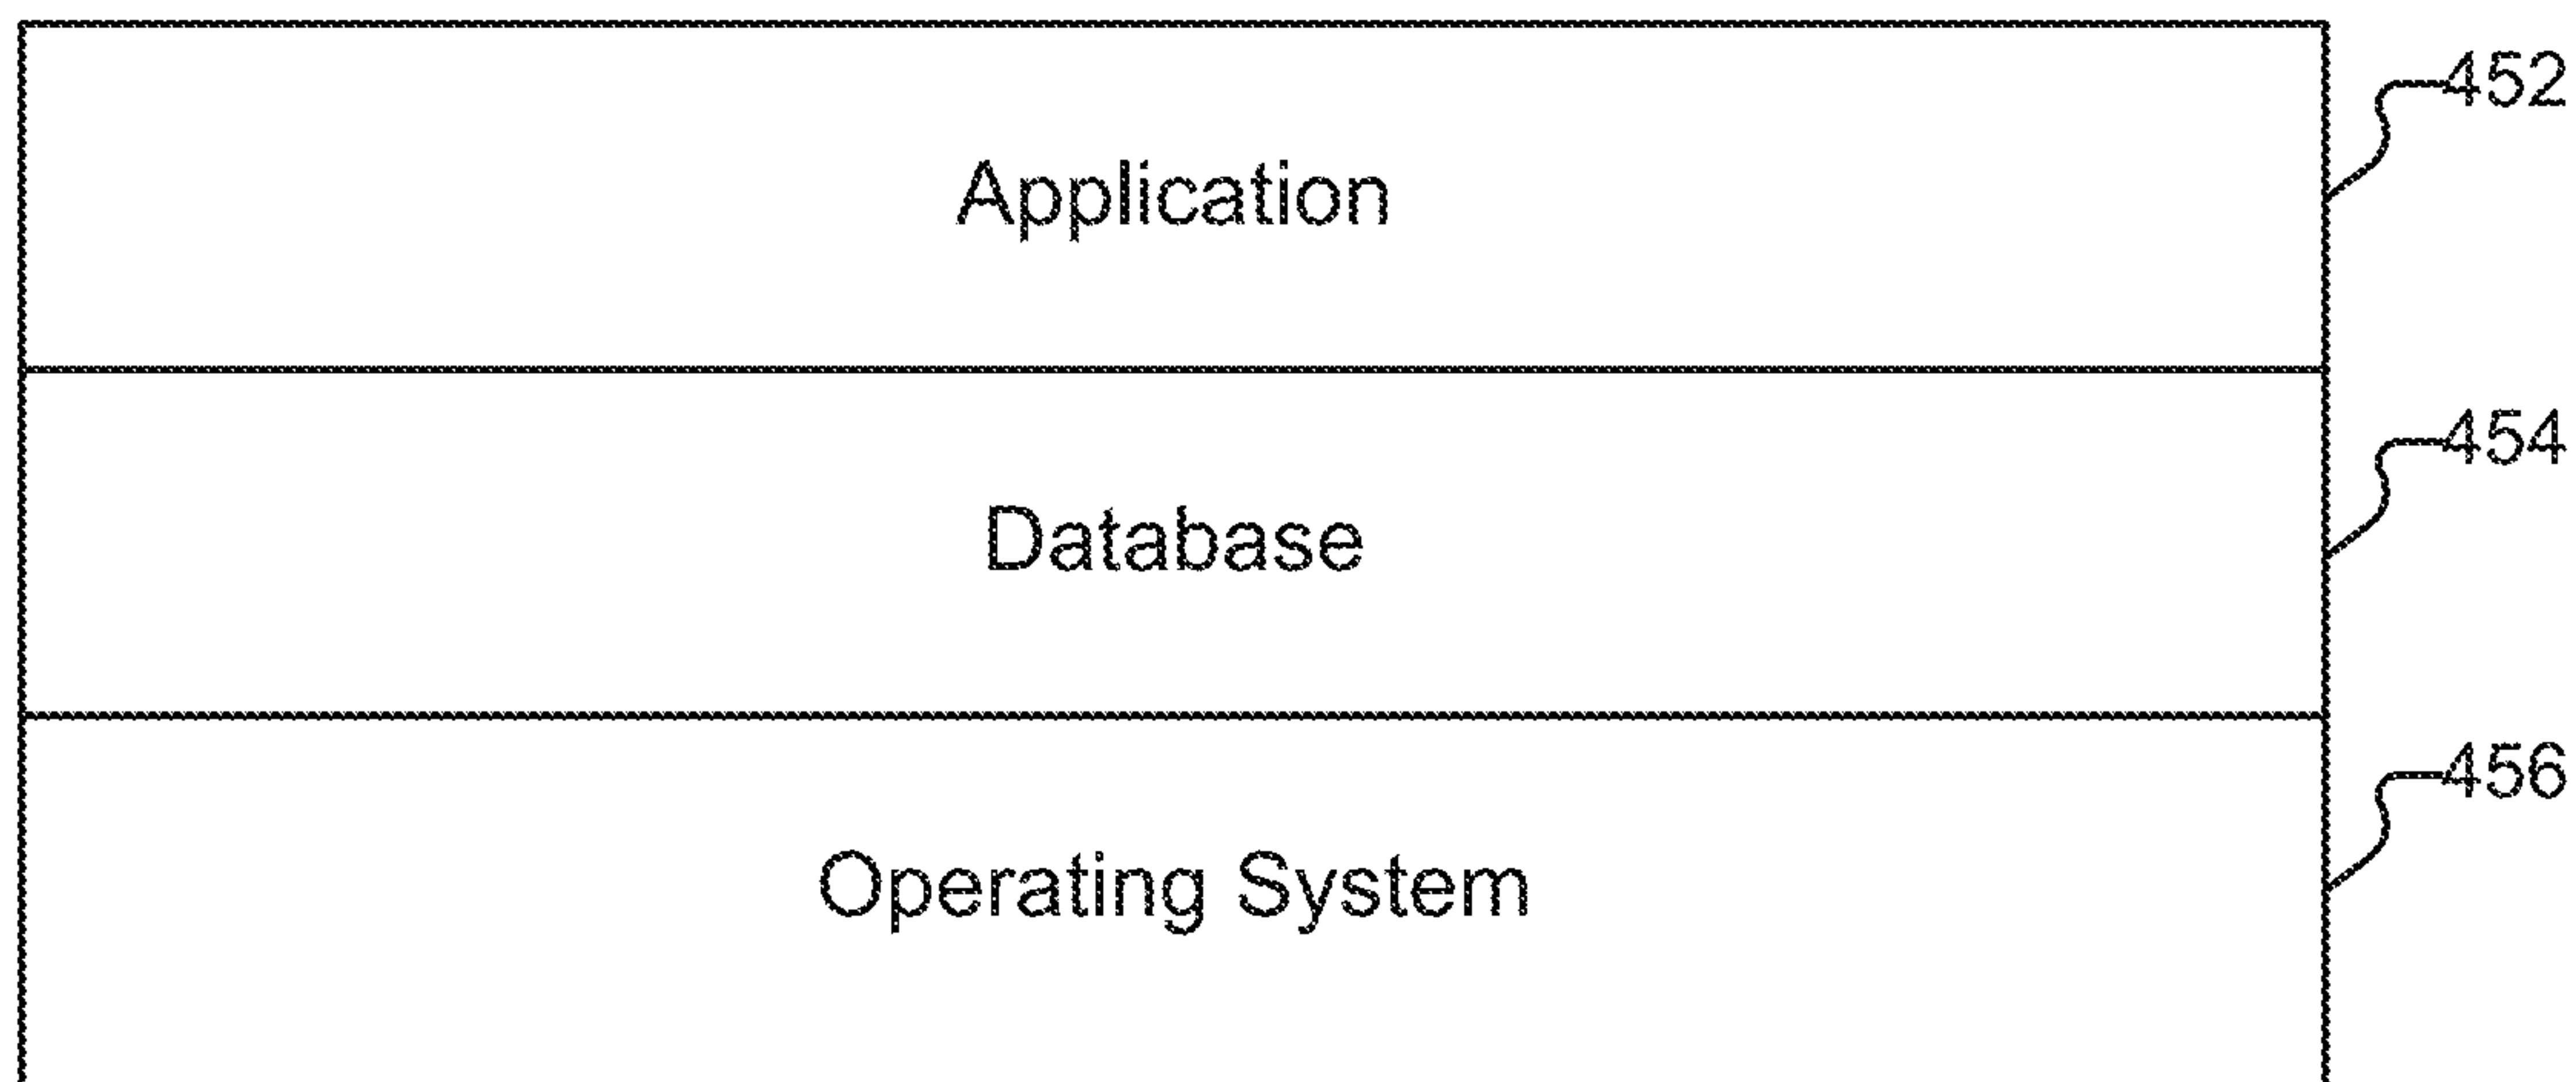 452
Application
454
Database
456
Operating System